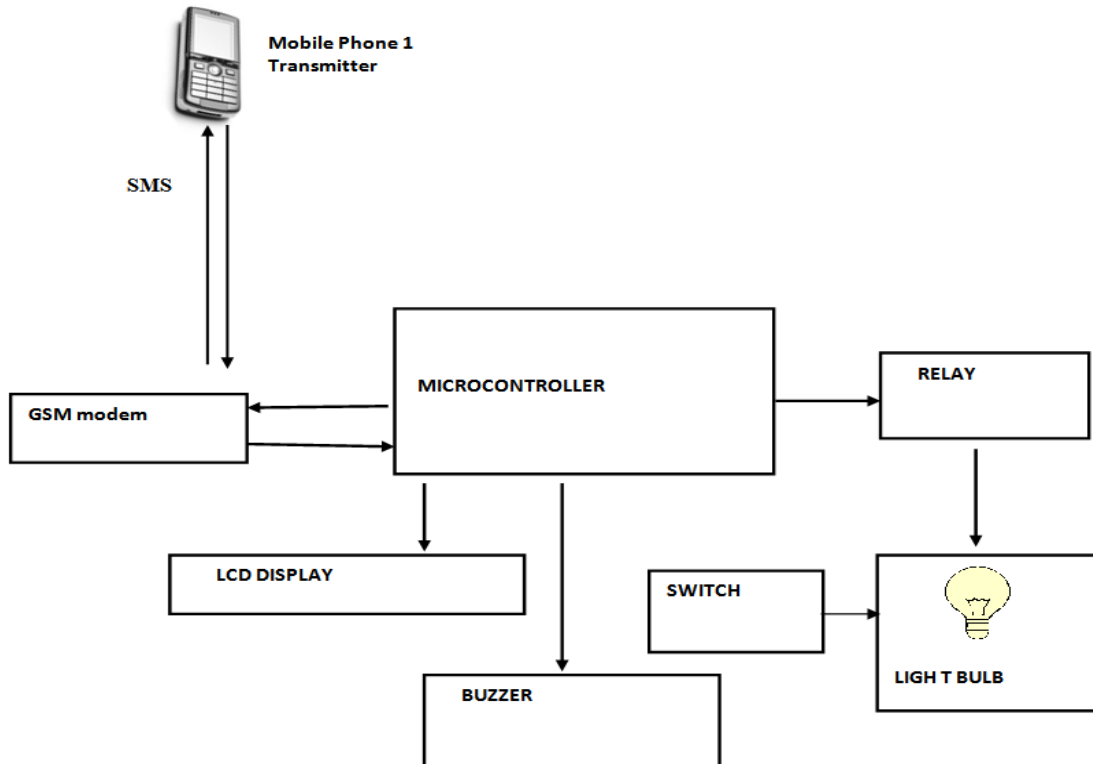 Mobile Phone 1
Transmitter
SMS
MICROCONTROLLER
RELAY
GSM modem
LCD DISPLAY
SWITCH
LIGH T BULB
BUZZER